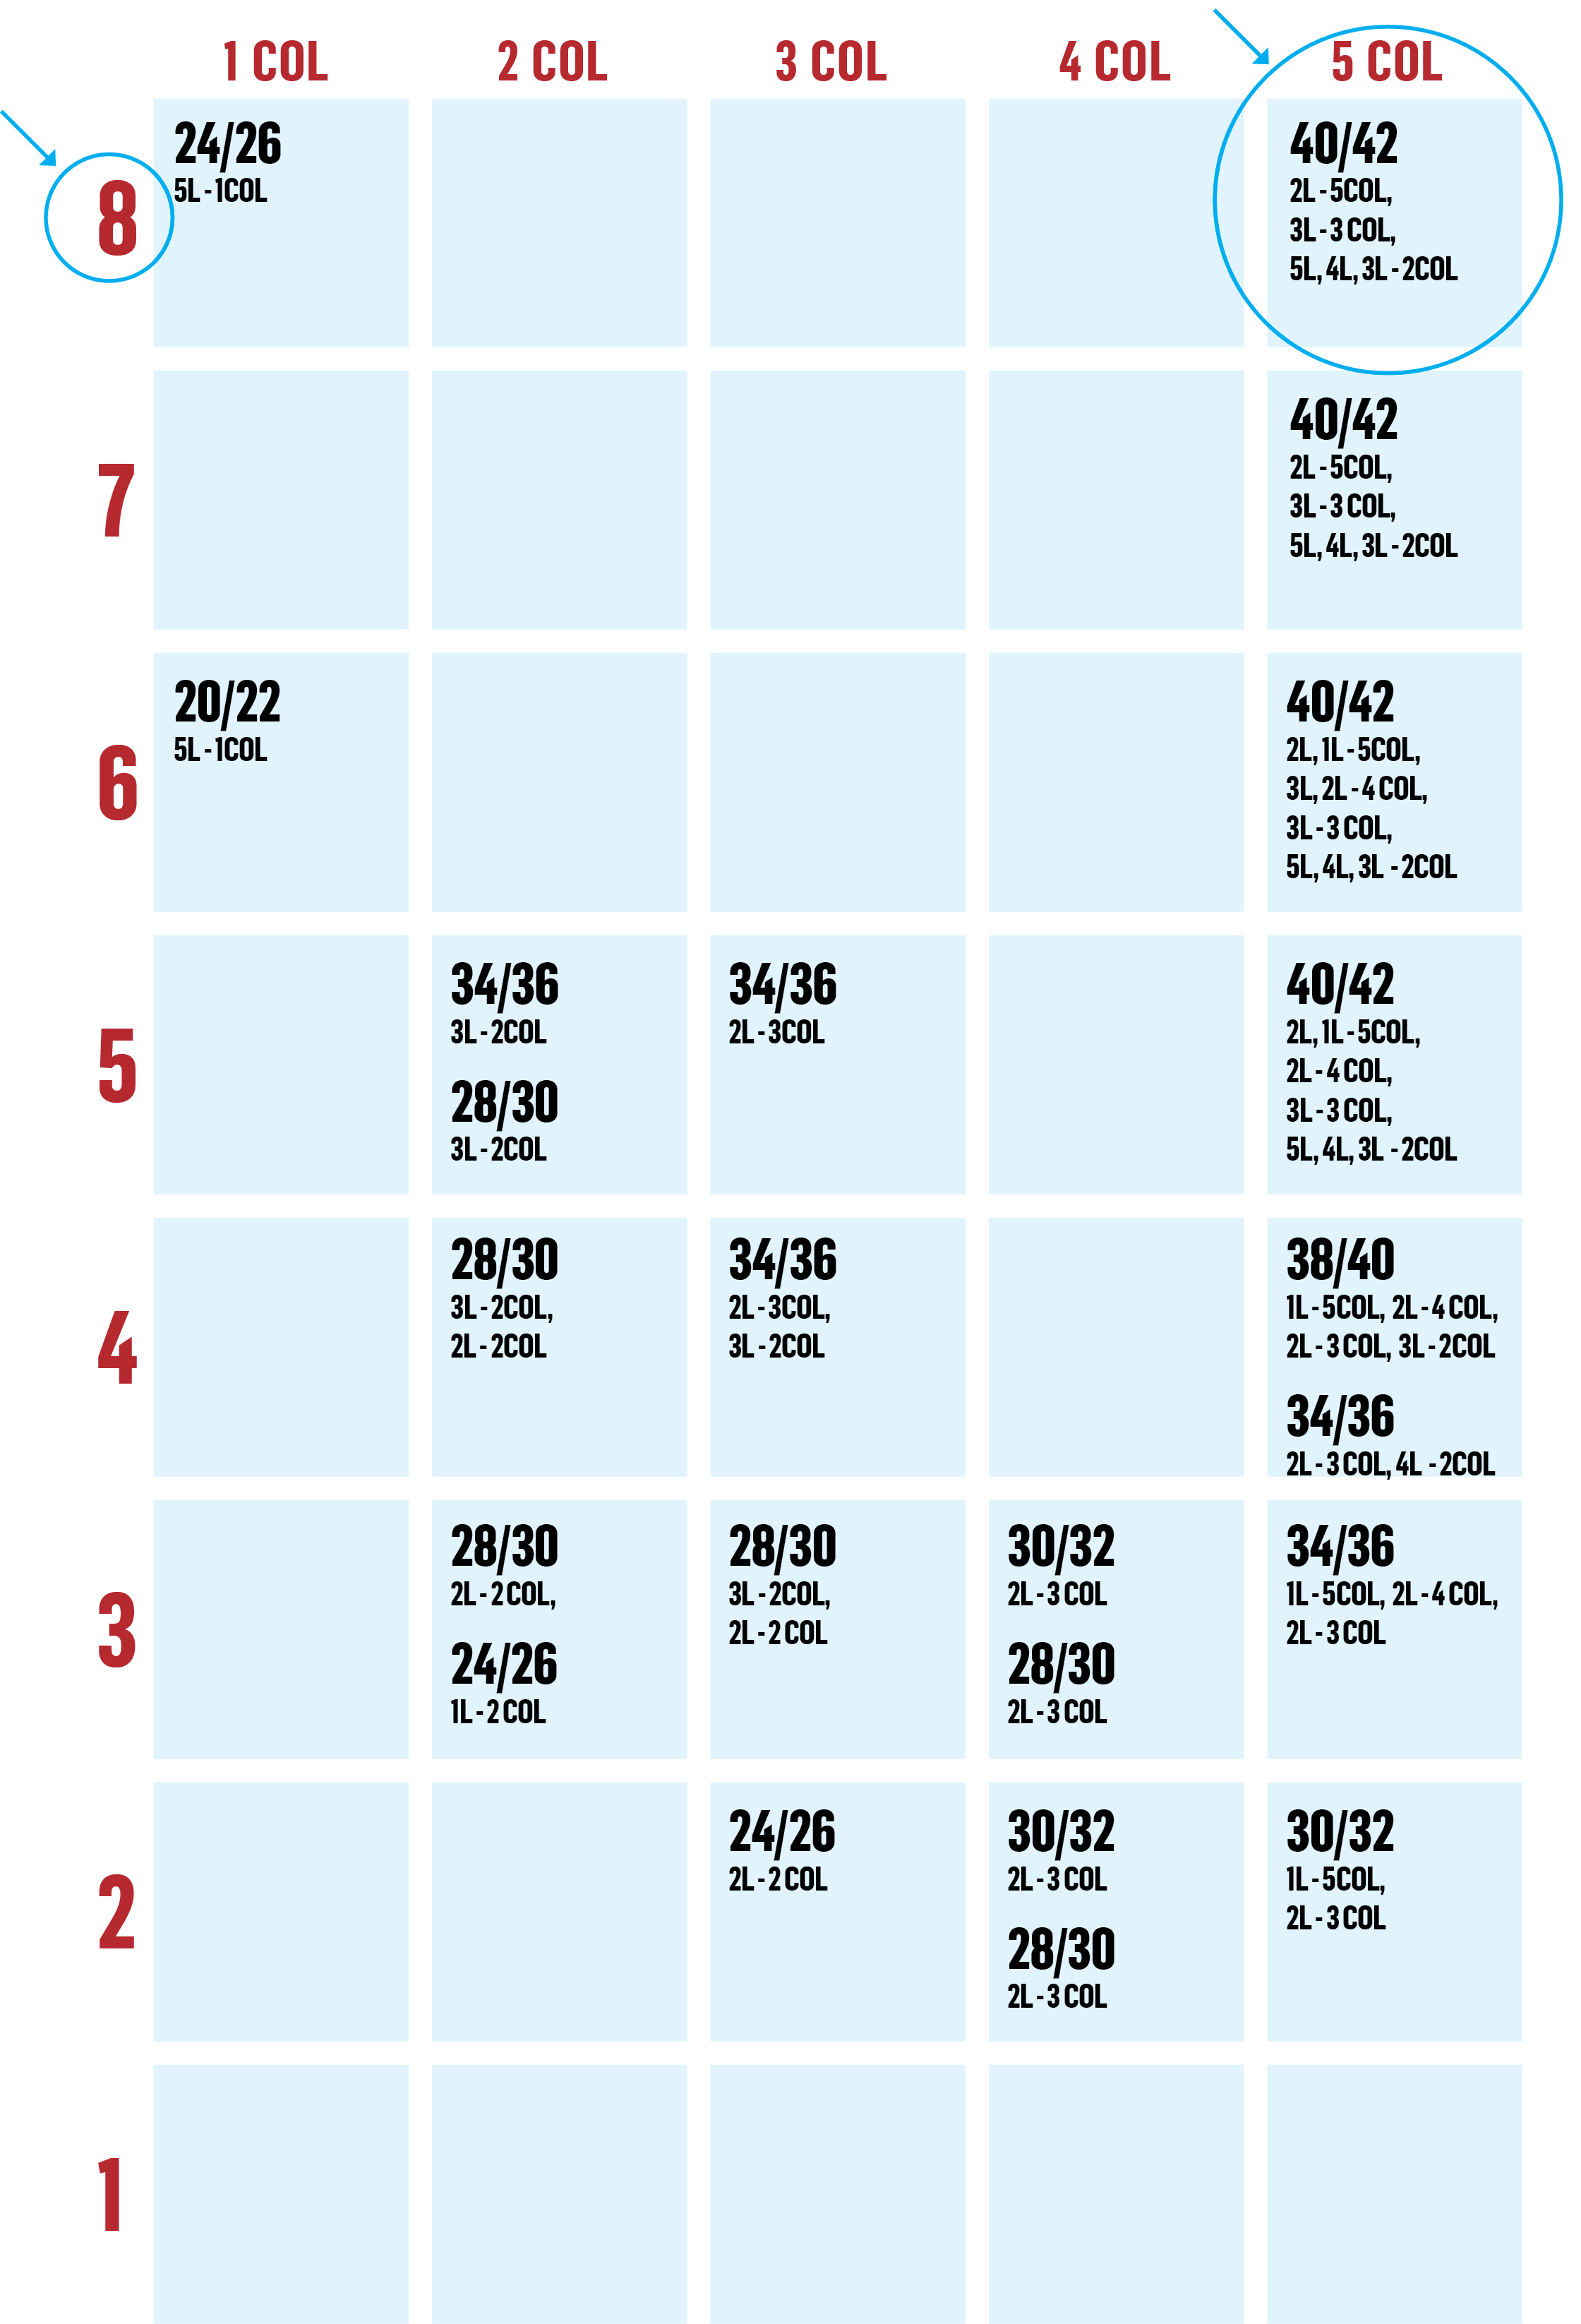 1 COL 2 COL 3 COL 4 COL 5 COL
8
24/26
5L - 1COL
40/42
2L - 5COL,
3L - 3 COL,
5L, 4L, 3L - 2COL
7
40/42
2L - 5COL,
3L - 3 COL,
5L, 4L, 3L - 2COL
6
20/22
5L - 1COL
40/42
2L, 1L - 5COL,
3L, 2L - 4 COL,
3L - 3 COL,
5L, 4L, 3L - 2COL
5
34/36
3L - 2COL
28/30
3L - 2COL
34/36
2L - 3COL
40/42
2L, 1L - 5COL,
2L - 4 COL,
3L - 3 COL,
5L, 4L, 3L - 2COL
4
28/30
3L - 2COL,
2L - 2COL
34/36
2L - 3COL,
3L - 2COL
38/40
1L - 5COL, 2L - 4 COL,
2L - 3 COL, 3L - 2COL
34/36
2L - 3 COL, 4L - 2COL
3
28/30
2L - 2 COL,
24/26
1L - 2 COL
28/30
3L - 2COL,
2L - 2 COL
30/32
2L - 3 COL
28/30
2L - 3 COL
34/36
1L - 5COL, 2L - 4 COL,
2L - 3 COL
2
24/26
2L - 2 COL
30/32
2L - 3 COL
28/30
2L - 3 COL
30/32
1L - 5COL,
2L - 3 COL
1